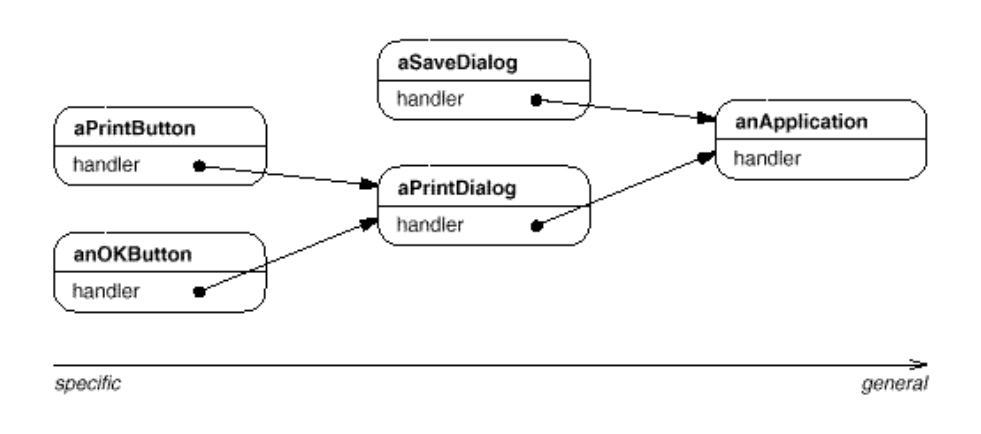 aSaveDialog
handler
anApplication
handler
aPrintButton
handler
aPrintDialog
handler
anOKButton
handler
specific
general